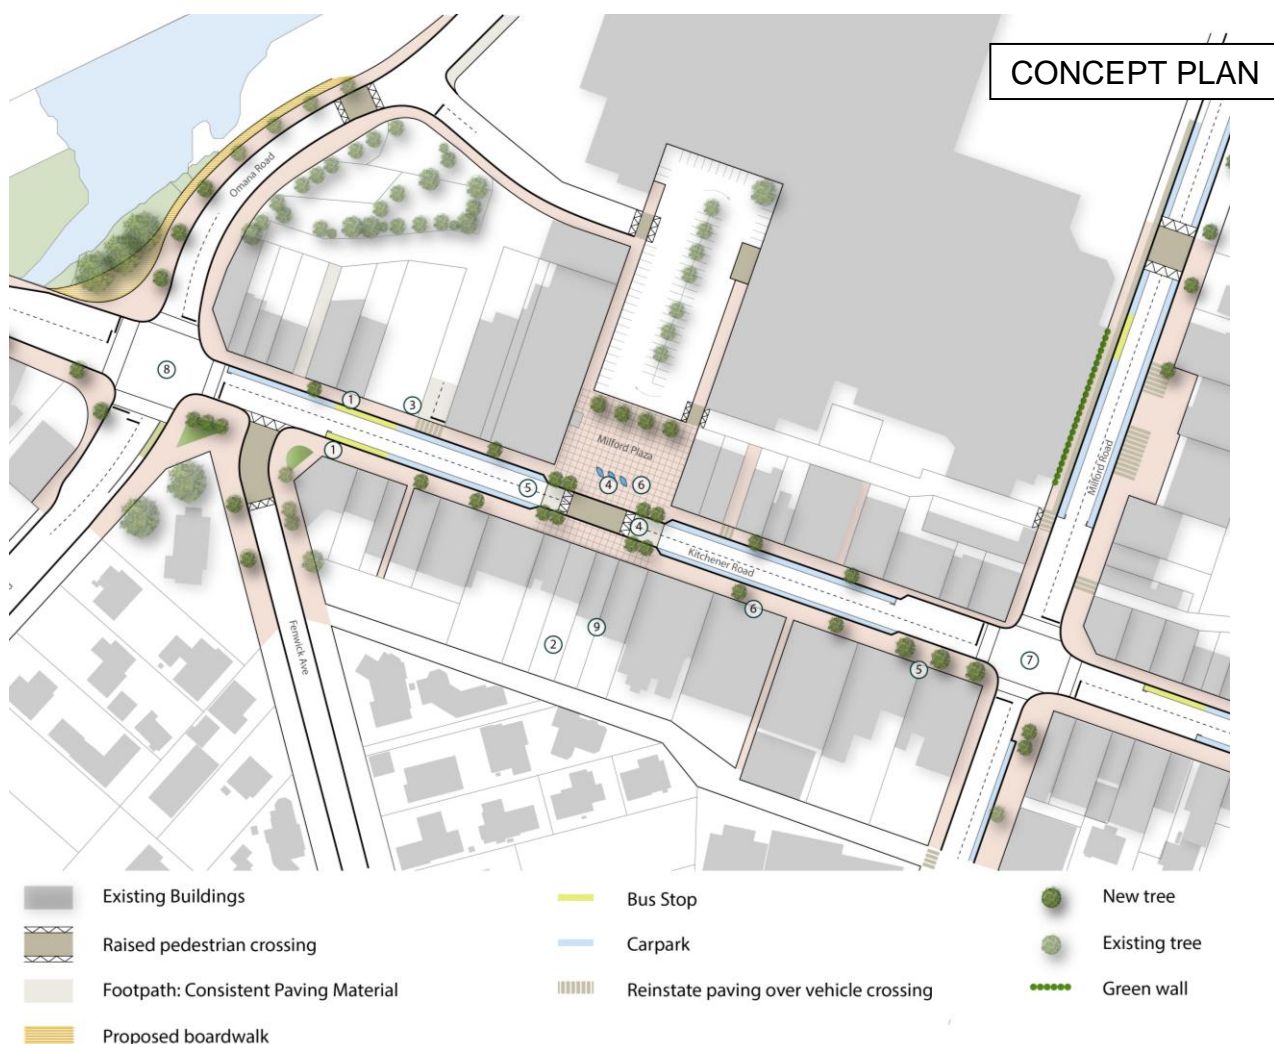 CONCEPT PLAN
Omana Road
8
1
3
1
Milford Plaza
5
4
6
4
Kitchener Road
Milford Road
6
9
2
5
7
Fenwick Ave
Existing Buildings
Raised pedestrian crossing
Footpath: Consistent Paving Material
Proposed boardwalk
Bus Stop
Carpark
Reinstate paving over vehicle crossing
New tree
Existing tree
Green wall